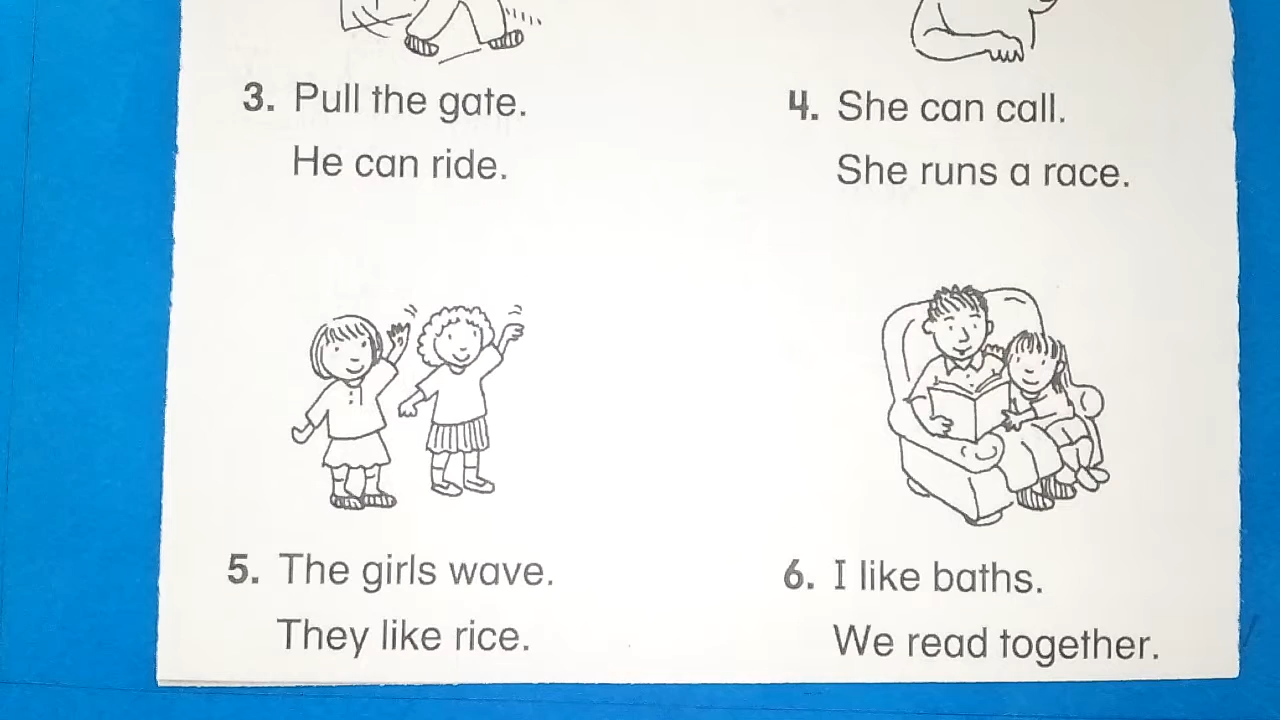 3. Pull the gate.
He can ride.
4. She can call.
She runs a race.
5. The girls wave.
They like rice.
6. I like baths.
We read together.